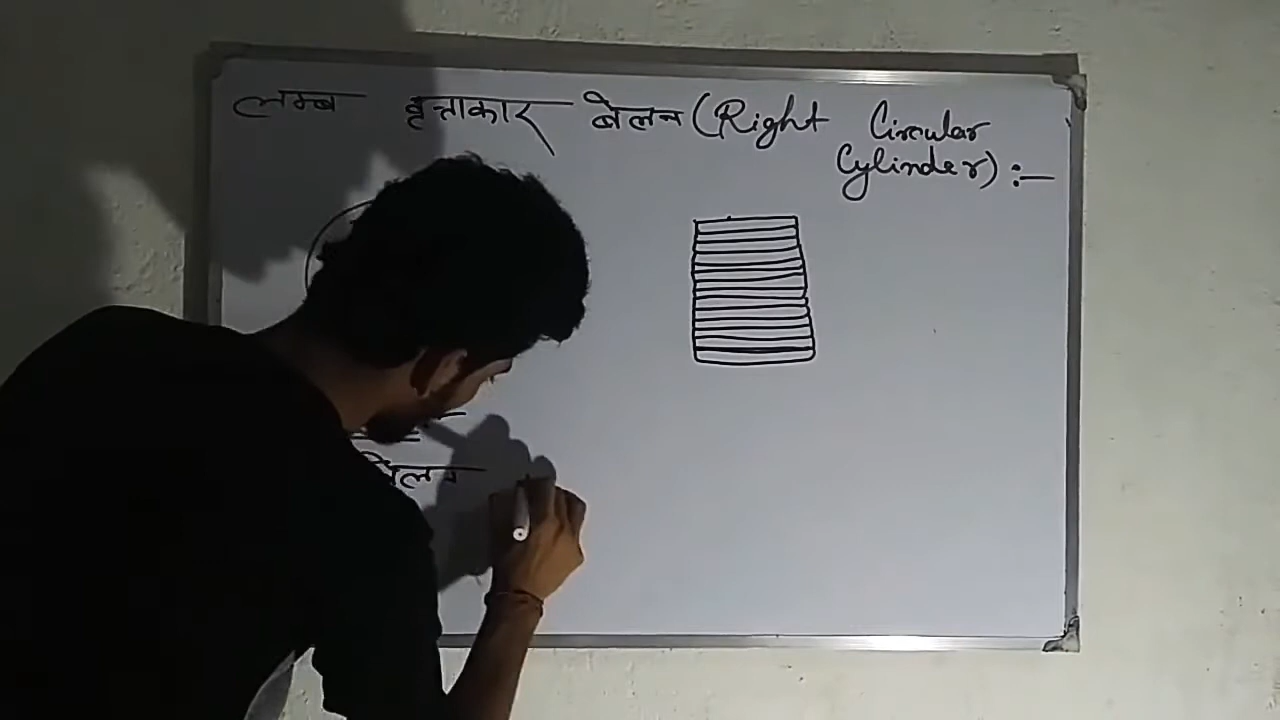 लम्ब वृत्ताकार बेलन (Right Circular
Cylinder) :—